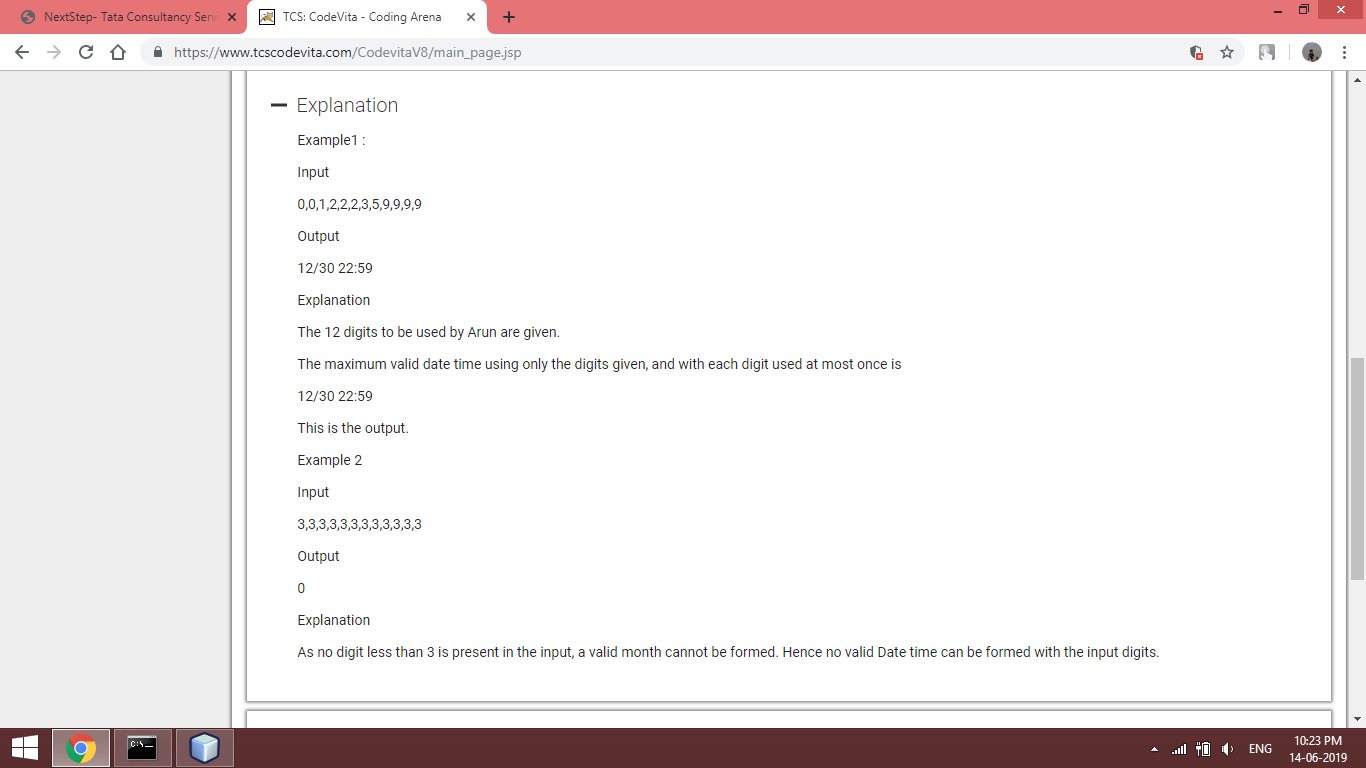 NextStep- Tata Consultancy Serv
TCS: CodeVita - Coding Arena
https://www.tcscodevita.com/CodevitaV8/main_page.jsp
Explanation
Example1 :
Input
0,0,1,2,2,2,3,5,9,9,9,9
Output
12/30 22:59
Explanation
The 12 digits to be used by Arun are given.
The maximum valid date time using only the digits given, and with each digit used at most once is
12/30 22:59
This is the output.
Example 2
Input
3,3,3,3,3,3,3,3,3,3,3,3
Output
0
Explanation
As no digit less than 3 is present in the input, a valid month cannot be formed. Hence no valid Date time can be formed with the input digits.
C:\
ENG
10:23 PM
14-06-2019